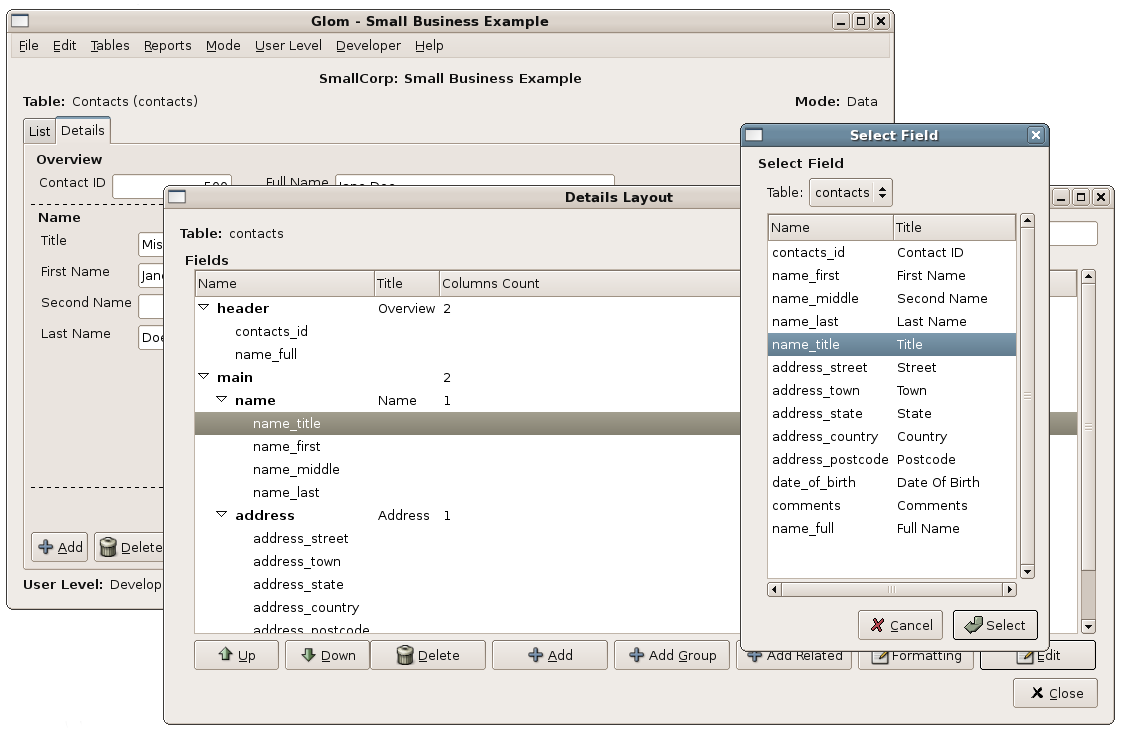 Glom - Small Business Example
File Edit Tables Reports Mode User Level Developer Help
SmallCorp: Small Business Example
Table: Contacts (contacts)
Mode: Data
List Details
Overview
Contact ID
Full Name
Name
Title Mis
First Name
Second Name
Last Name Doe
Add Delete
User Level: Develop
Details Layout
Table: contacts
Fields
Name Title Columns Count
header Overview 2
contacts_id
name_full
main 2
name Name 1
name_title
name_first
name_middle
name_last
address Address 1
address_street
address_town
address_state
address_country
address_postcode
Up Down Delete Add Add Group Add Related Formatting Edit
Close
Select Field
Select Field
Table: contacts
Name Title
contacts_id Contact ID
name_first First Name
name_middle Second Name
name_last Last Name
name_title Title
address_street Street
address_town Town
address_state State
address_country Country
address_postcode Postcode
date_of_birth Date Of Birth
comments Comments
name_full Full Name
Cancel Select